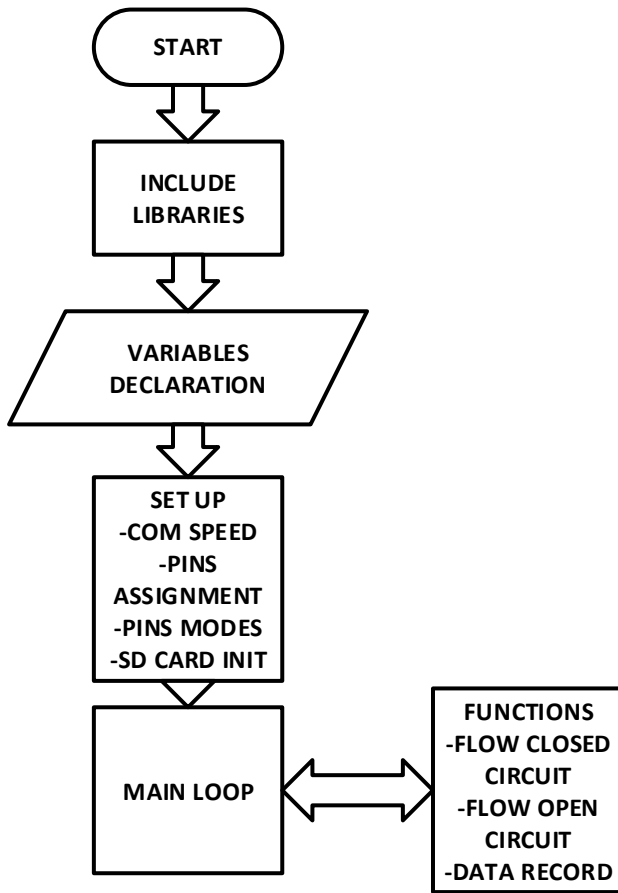 START
INCLUDE
LIBRARIES
VARIABLES
DECLARATION
SET UP
-COM SPEED
-PINS
ASSIGNMENT
-PINS MODES
-SD CARD INIT
MAIN LOOP
FUNCTIONS
-FLOW CLOSED
CIRCUIT
-FLOW OPEN
CIRCUIT
-DATA RECORD